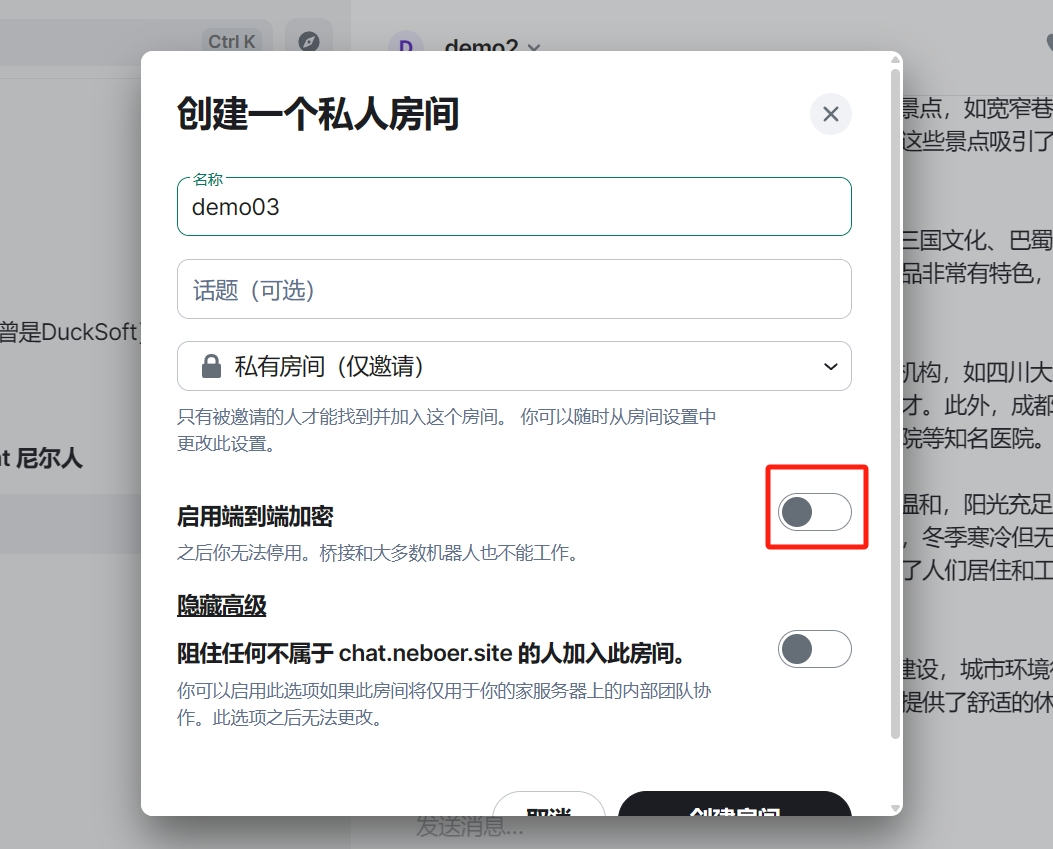 Ctrl K
D
demo2
创建一个私人房间
名称
demo03
话题（可选）
私有房间（仅邀请）
只有被邀请的人才能找到并加入这个房间。 你可以随时从房间设置中
更改此设置。
启用端到端加密
之后你无法停用。桥接和大多数机器人也不能工作。
隐藏高级
阻住任何不属于 chat.neboer.site 的人加入此房间。
你可以启用此选项如果此房间将仅用于你的家服务器上的内部团队协
作。此选项之后无法更改。
取消
创建房间
发送消息...
曾是DuckSoft
t 尼尔人
景点，如宽窄巷
这些景点吸引了
三国文化、巴蜀
品非常有特色，
机构，如四川大
才。此外，成都
院等知名医院。
温和，阳光充足
，冬季寒冷但无
了人们居住和工
建设，城市环境
提供了舒适的休